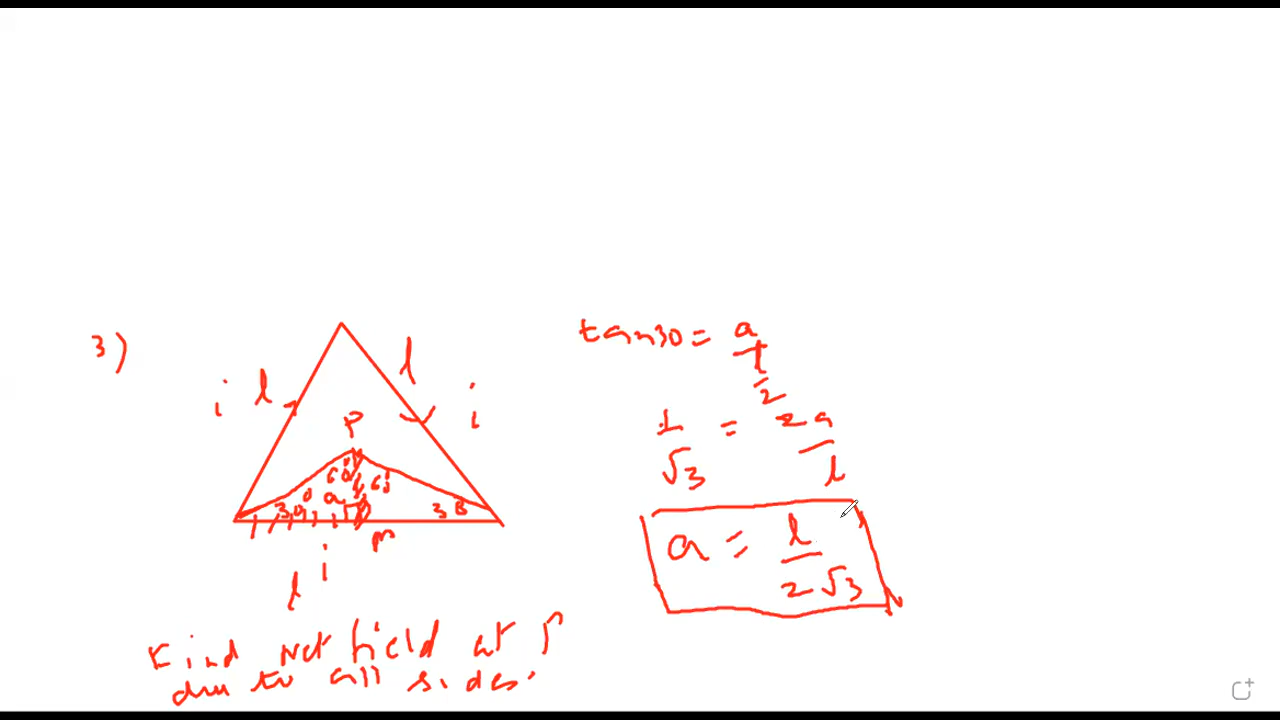 3)
i l
l
i
P
60 60
a
30 30
m
i
l
Find Net field at P
due to all sides.
tan30 = a/l/2
1/√3 = 2a/l
a = l/2√3